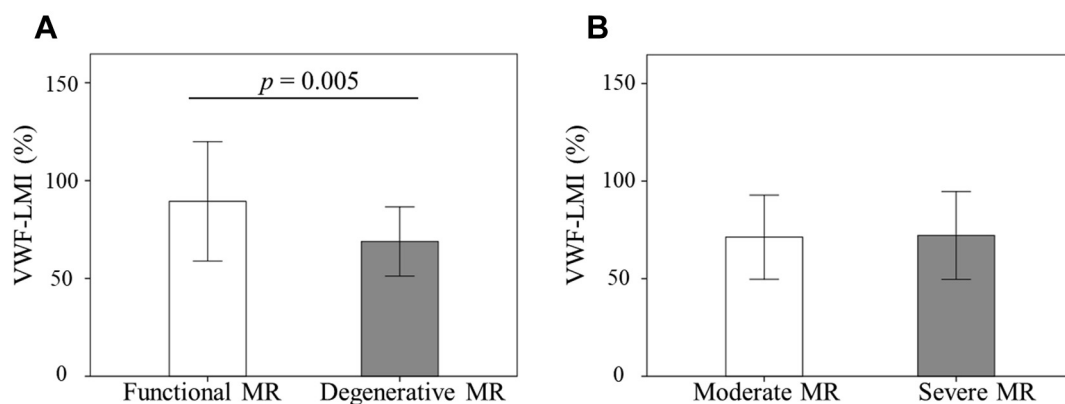 A
VWF-LMI (%)
150
100
50
0
p = 0.005
Functional MR
Degenerative MR
B
VWF-LMI (%)
150
100
50
0
Moderate MR
Severe MR